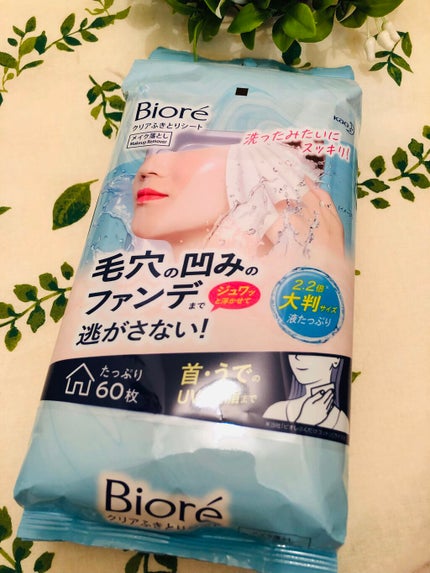 Bioré
クリアふきとりシート
メイク落とし
Makeup Remover
Kao
洗ったみたいに
スッキリ!
毛穴の凹みの
ファンデまで
ジュワッ
と浮かせて
逃がさない!
2.2倍
大判サイズ
液たっぷり
たっぷり
60枚
首・うでの
UV
まで
Bioré
クリアふきとりシート